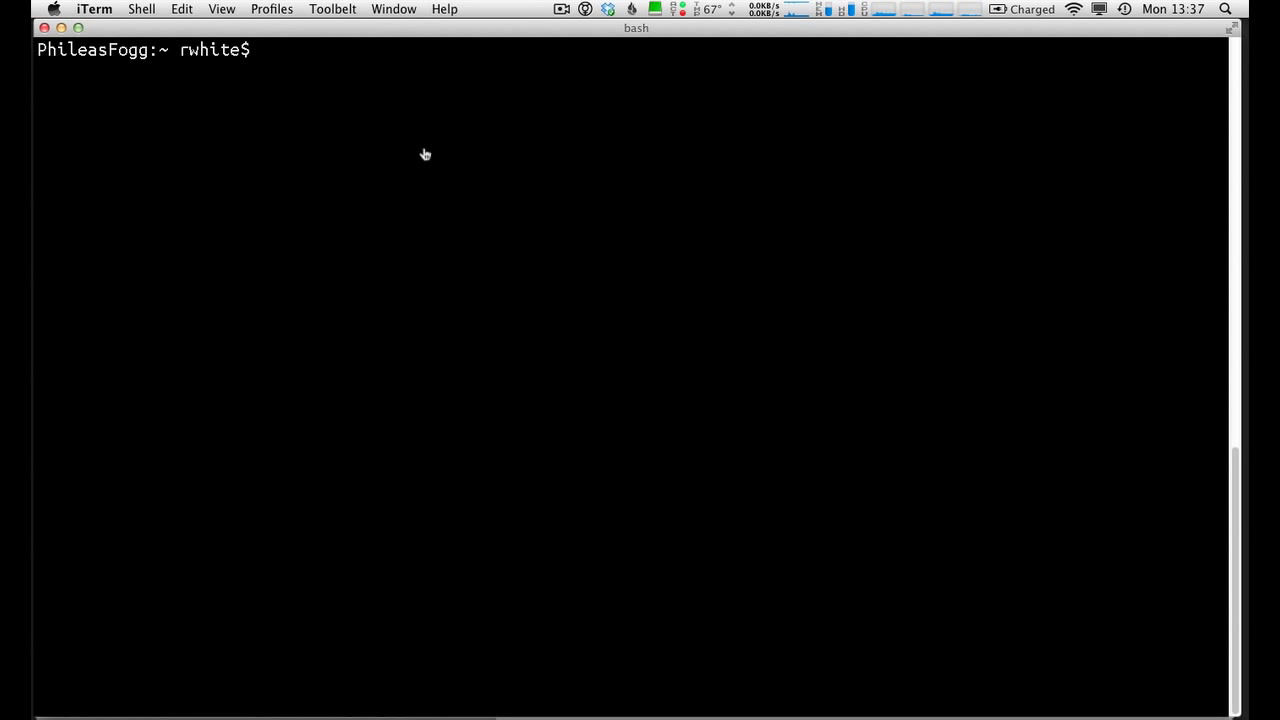 iTerm Shell Edit View Profiles Toolbelt Window Help 67° 0.0KB/s 0.0KB/s Charged Mon 13:37
bash
PhileasFogg:~ rwhite$